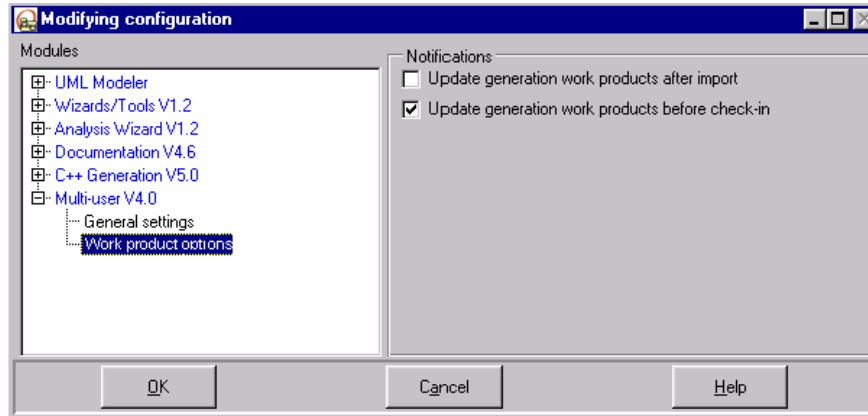 Modifying configuration
Modules
UML Modeler
Wizards/Tools V1.2
Analysis Wizard V1.2
Documentation V4.6
C++ Generation V5.0
Multi-user V4.0
General settings
Work product options
Notifications
Update generation work products after import
Update generation work products before check-in
OK
Cancel
Help